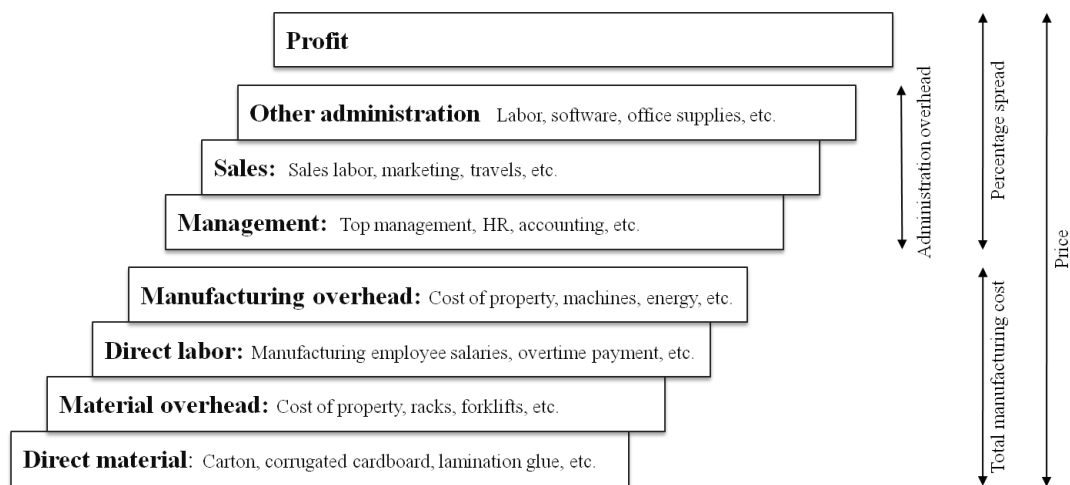 Profit
Other administration Labor, software, office supplies, etc.
Sales: Sales labor, marketing, travels, etc.
Management: Top management, HR, accounting, etc.
Manufacturing overhead: Cost of property, machines, energy, etc.
Direct labor: Manufacturing employee salaries, overtime payment, etc.
Material overhead: Cost of property, racks, forklifts, etc.
Direct material: Carton, corrugated cardboard, lamination glue, etc.
Administration overhead
Percentage spread
Total manufacturing cost
Price